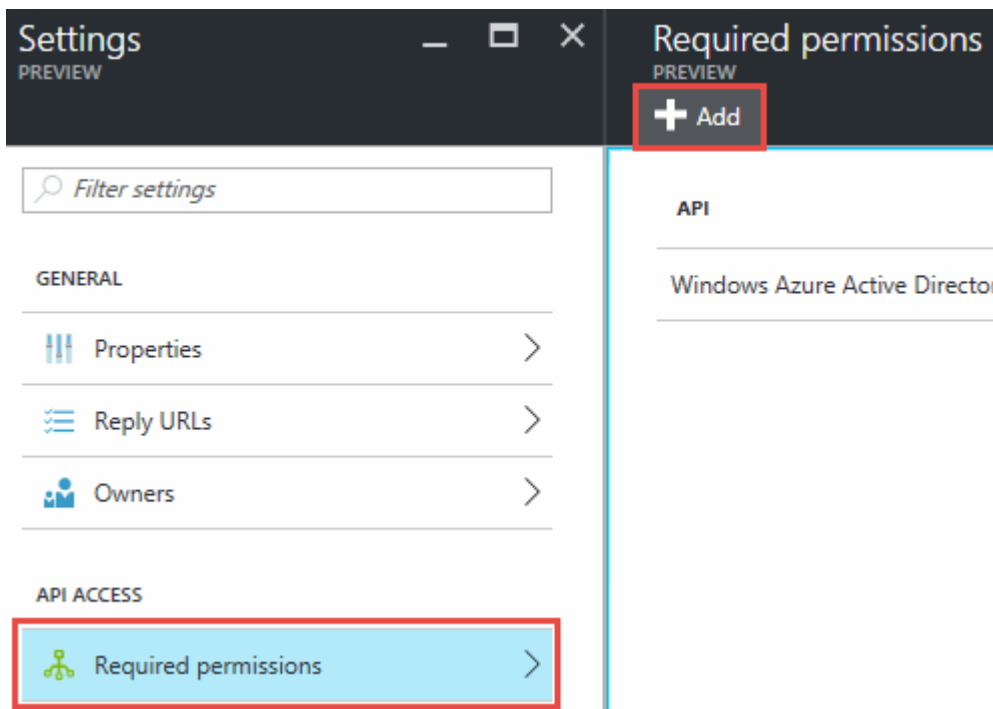 Settings
PREVIEW
Filter settings
GENERAL
Properties
Reply URLs
Owners
API ACCESS
Required permissions
Required permissions
PREVIEW
Add
API
Windows Azure Active Director